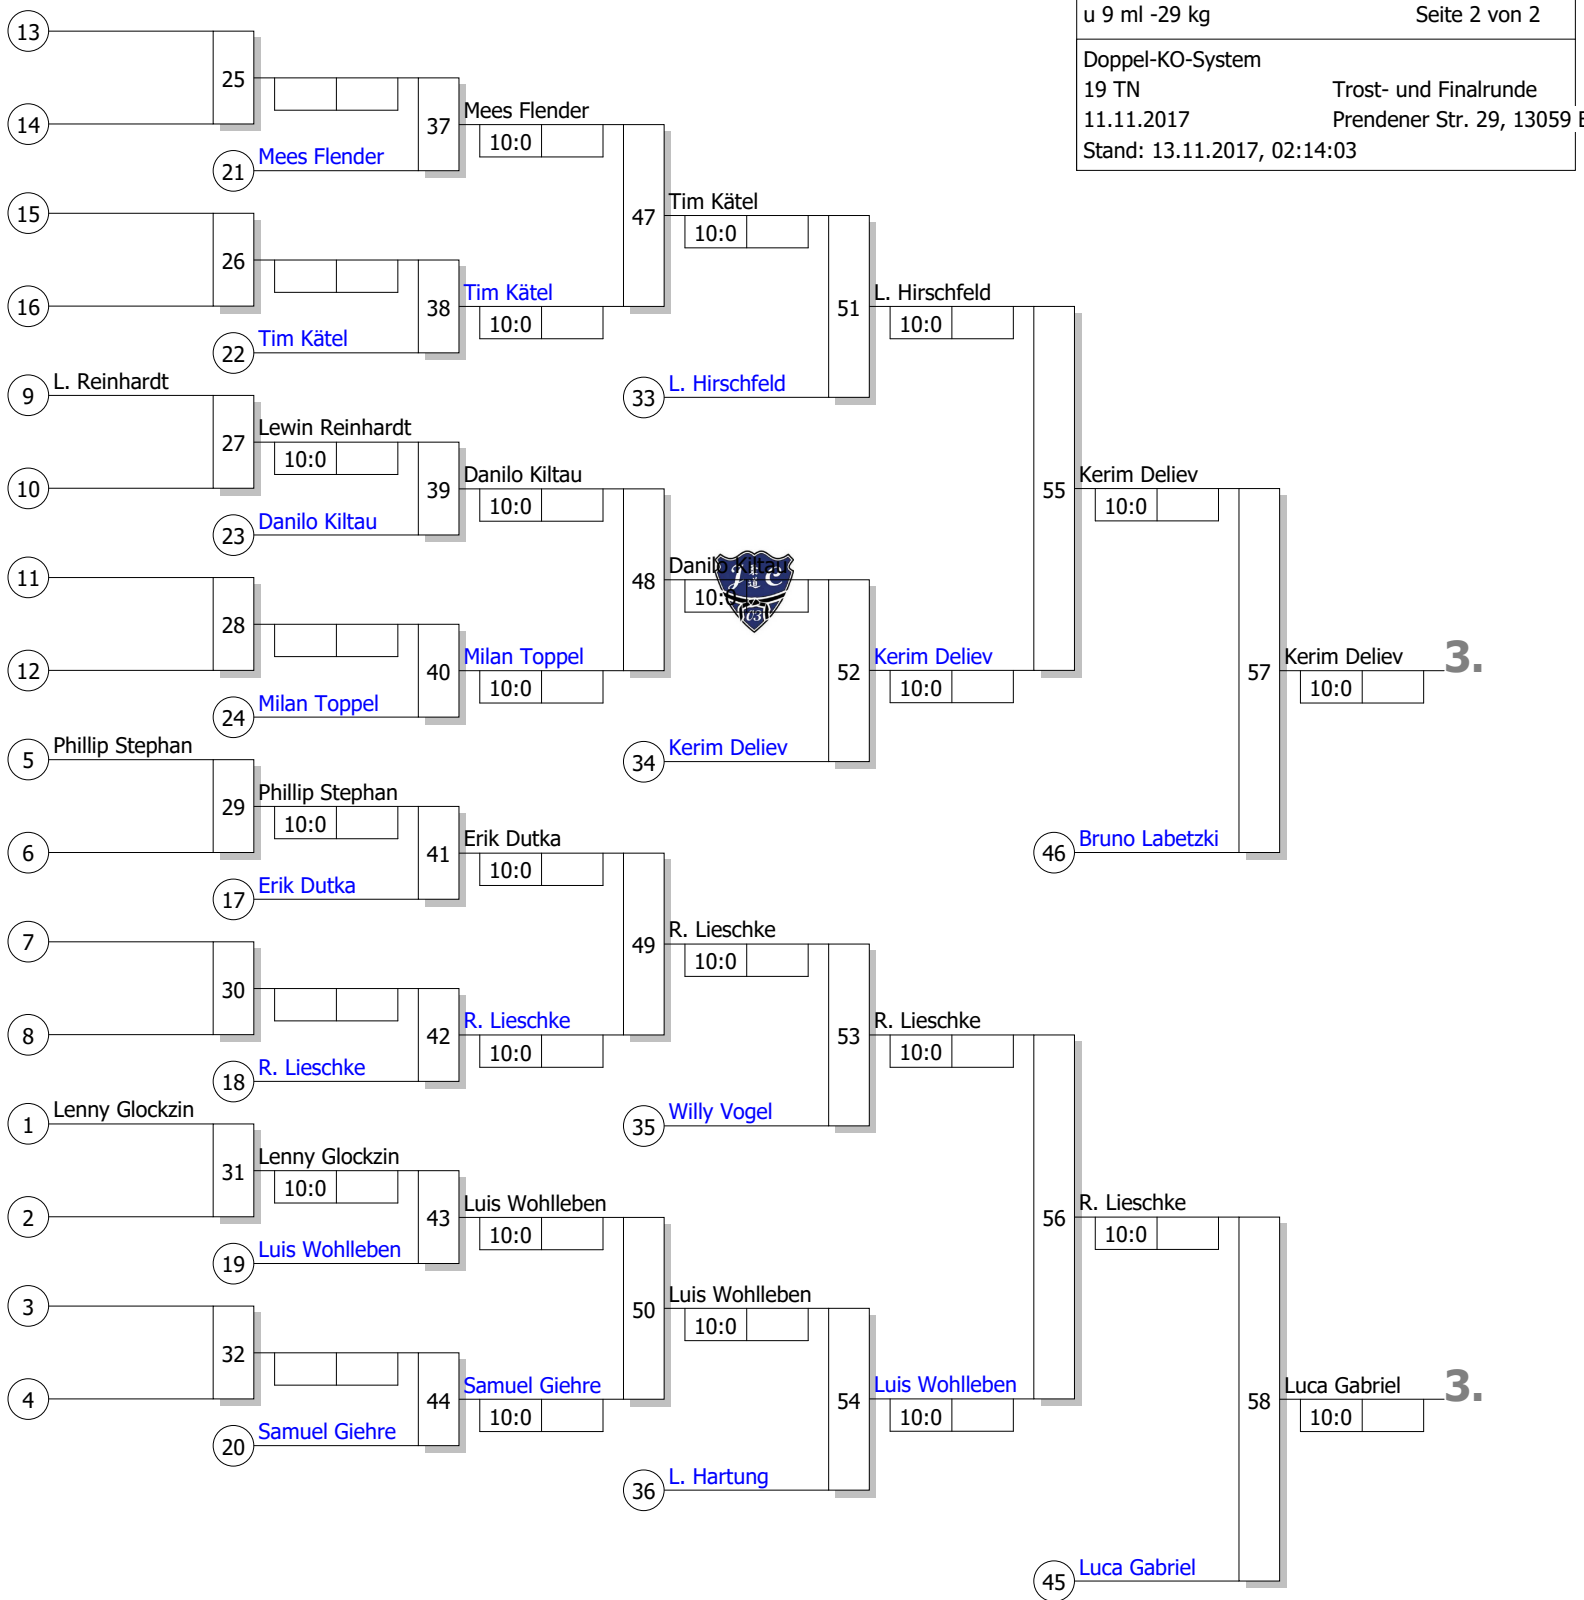 u 9 ml -29 kg Seite 2 von 2
Doppel-KO-System
19 TN Trost- und Finalrunde
11.11.2017 Prendener Str. 29, 13059
Stand: 13.11.2017, 02:14:03
13
25
14
37
Mees Flender
10:0
21
Mees Flender
15
47
Tim Kätel
10:0
26
16
38
Tim Kätel
10:0
22
Tim Kätel
51
L. Hirschfeld
10:0
33
L. Hirschfeld
9
L. Reinhardt
27
Lewin Reinhardt
10:0
10
39
Danilo Kiltau
10:0
23
Danilo Kiltau
55
Kerim Deliev
10:0
11
48
Danilo Kiltau
10:0
28
12
40
Milan Toppel
10:0
24
Milan Toppel
52
Kerim Deliev
10:0
34
Kerim Deliev
57
Kerim Deliev
10:0
3.
5
Phillip Stephan
29
Phillip Stephan
10:0
6
41
Erik Dutka
10:0
17
Erik Dutka
46
Bruno Labetzki
7
49
R. Lieschke
10:0
30
8
42
R. Lieschke
10:0
18
R. Lieschke
53
R. Lieschke
10:0
35
Willy Vogel
1
Lenny Glockzin
31
Lenny Glockzin
10:0
2
43
Luis Wohlleben
10:0
19
Luis Wohlleben
56
R. Lieschke
10:0
3
50
Luis Wohlleben
10:0
32
4
44
Samuel Giehre
10:0
20
Samuel Giehre
54
Luis Wohlleben
10:0
36
L. Hartung
58
Luca Gabriel
10:0
3.
45
Luca Gabriel